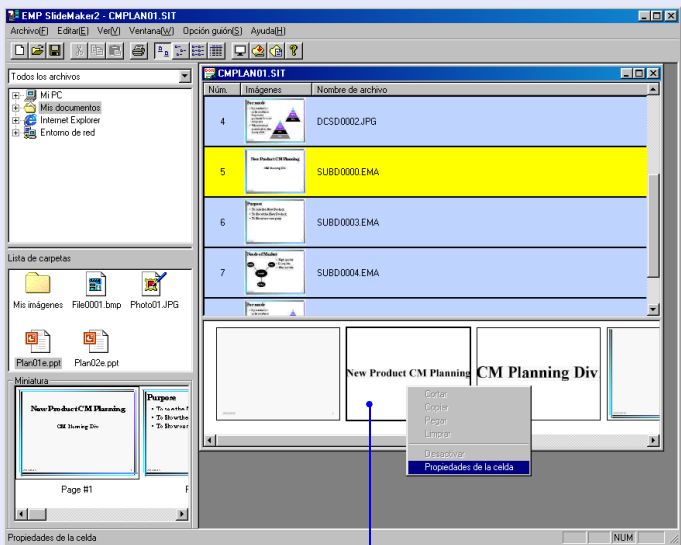 EMP SlideMaker2 - CMPLAN01.SIT
Archivo(F) Editar(E) Ver(V) Ventana(W) Opción guión(S) Ayuda(H)
Todos los archivos
Mi PC
Mis documentos
Internet Explorer
Entorno de red
Lista de carpetas
Mis imágenes File0001.bmp Photo01.JPG
Plan01e.ppt Plan02e.ppt
Miniatura
New Product CM Planning
CM Planning Div
Purpose
Page #1
CMPLAN01.SIT
Núm. Imágenes Nombre de archivo
4 DCSD0002.JPG
5 New Product CM Planning SUBD0000.EMA
6 Purpose SUBD0003.EMA
7 SUBD0004.EMA
New Product CM Planning
CM Planning Div
Cortar
Copiar
Pegar
Limpiar
Desactivar
Propiedades de la celda
Propiedades de la celda
NUM